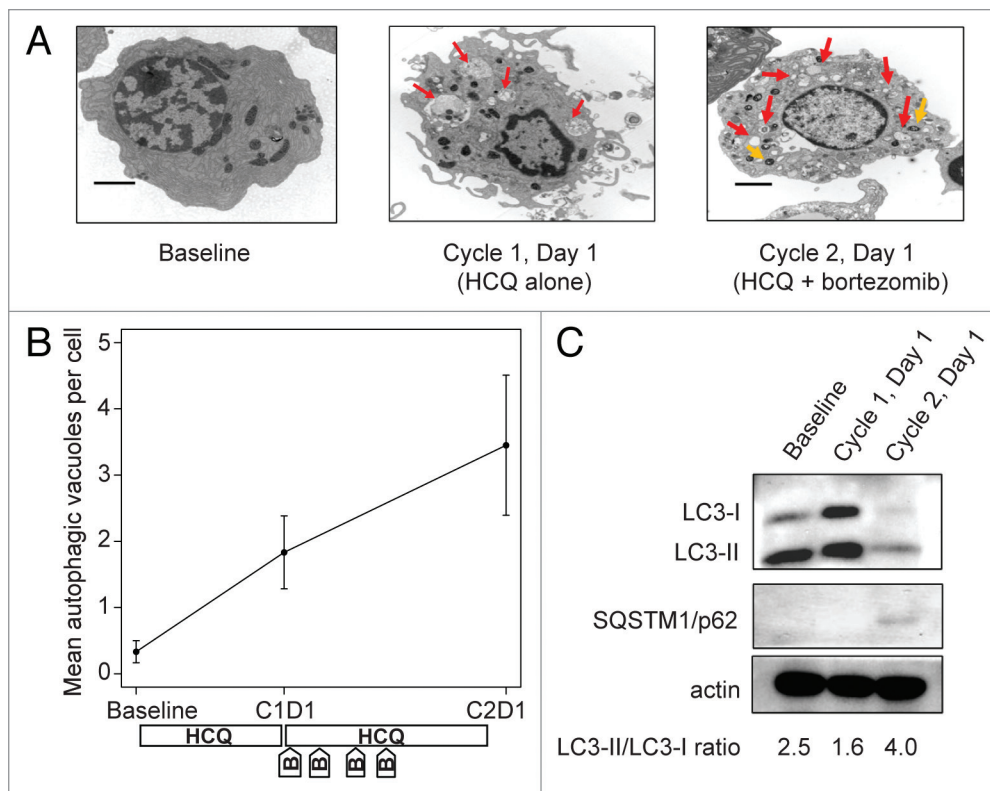 A
Baseline
Cycle 1, Day 1
(HCQ alone)
Cycle 2, Day 1
(HCQ + bortezomib)
B
Mean autophagic vacuoles per cell
5
4
3
2
1
0
Baseline
C1D1
C2D1
HCQ
HCQ
B
B
B
B
C
Baseline
Cycle 1, Day 1
Cycle 2, Day 1
LC3-I
LC3-II
SQSTM1/p62
actin
LC3-II/LC3-I ratio
2.5
1.6
4.0